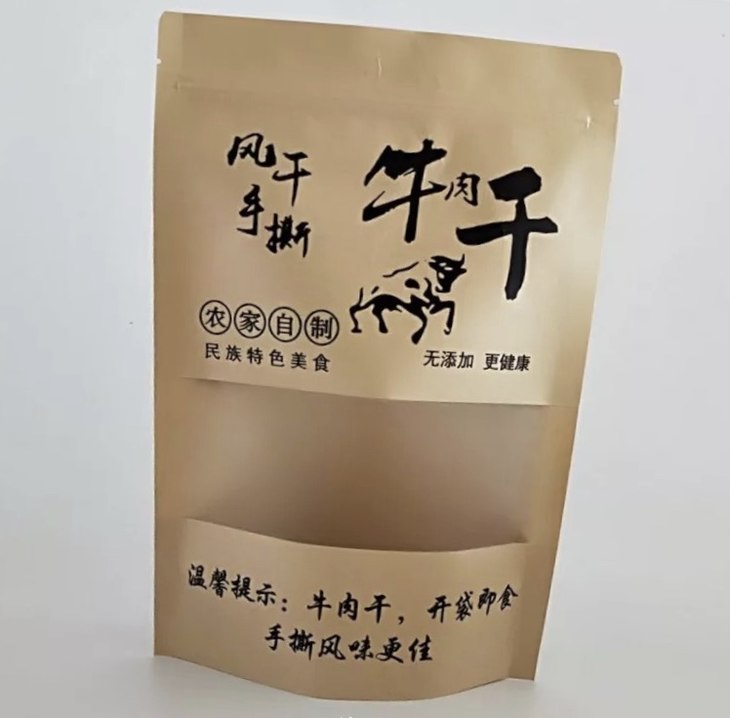 风干
手撕
牛肉干
农家自制
民族特色美食
无添加 更健康
温馨提示：牛肉干，开袋即食
手撕风味更佳